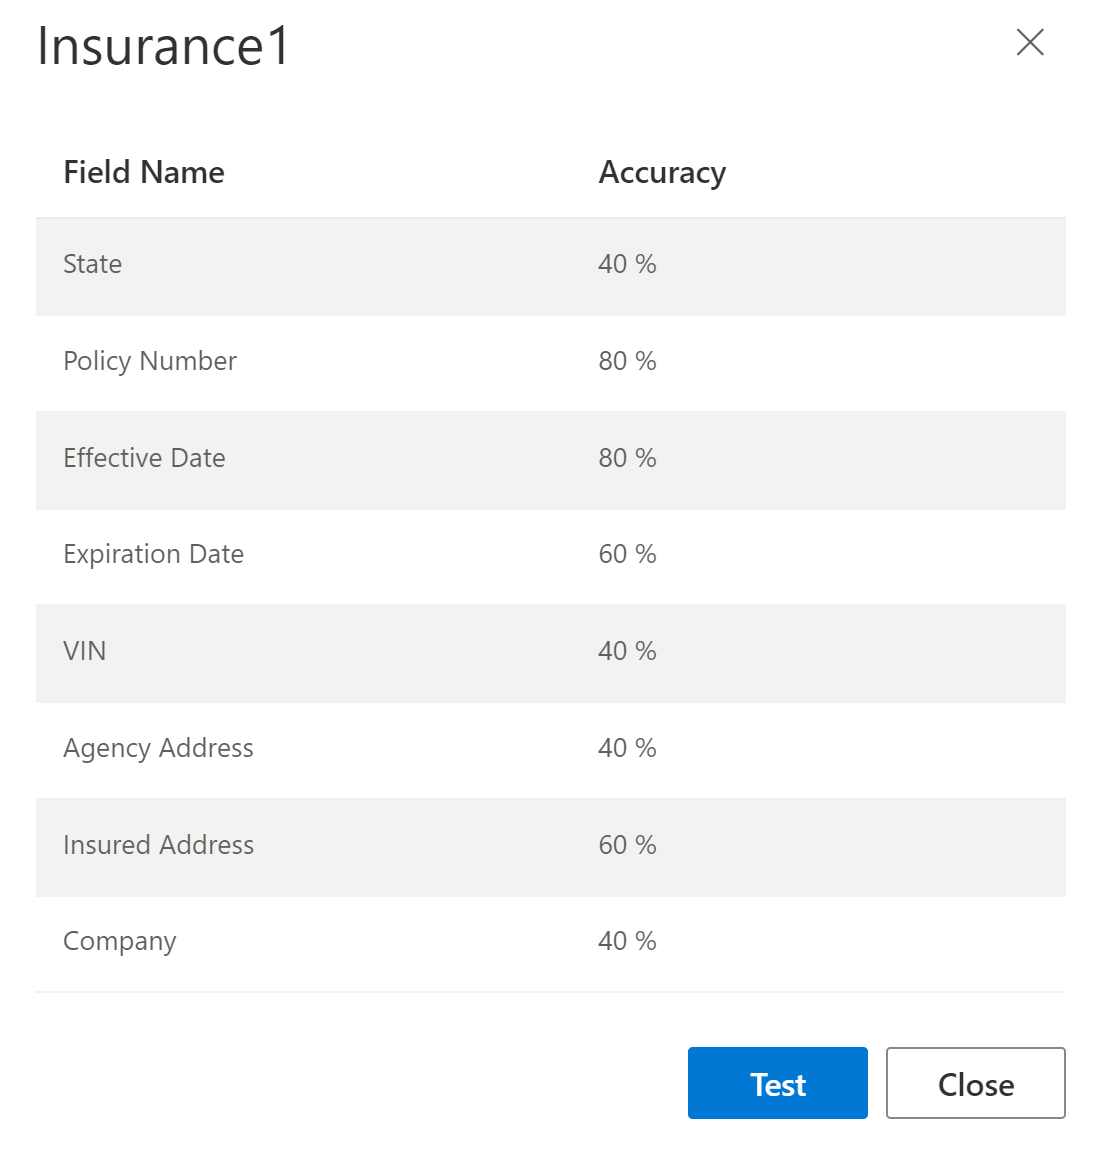 Insurance1
Field Name Accuracy
State 40 %
Policy Number 80 %
Effective Date 80 %
Expiration Date 60 %
VIN 40 %
Agency Address 40 %
Insured Address 60 %
Company 40 %
Test Close